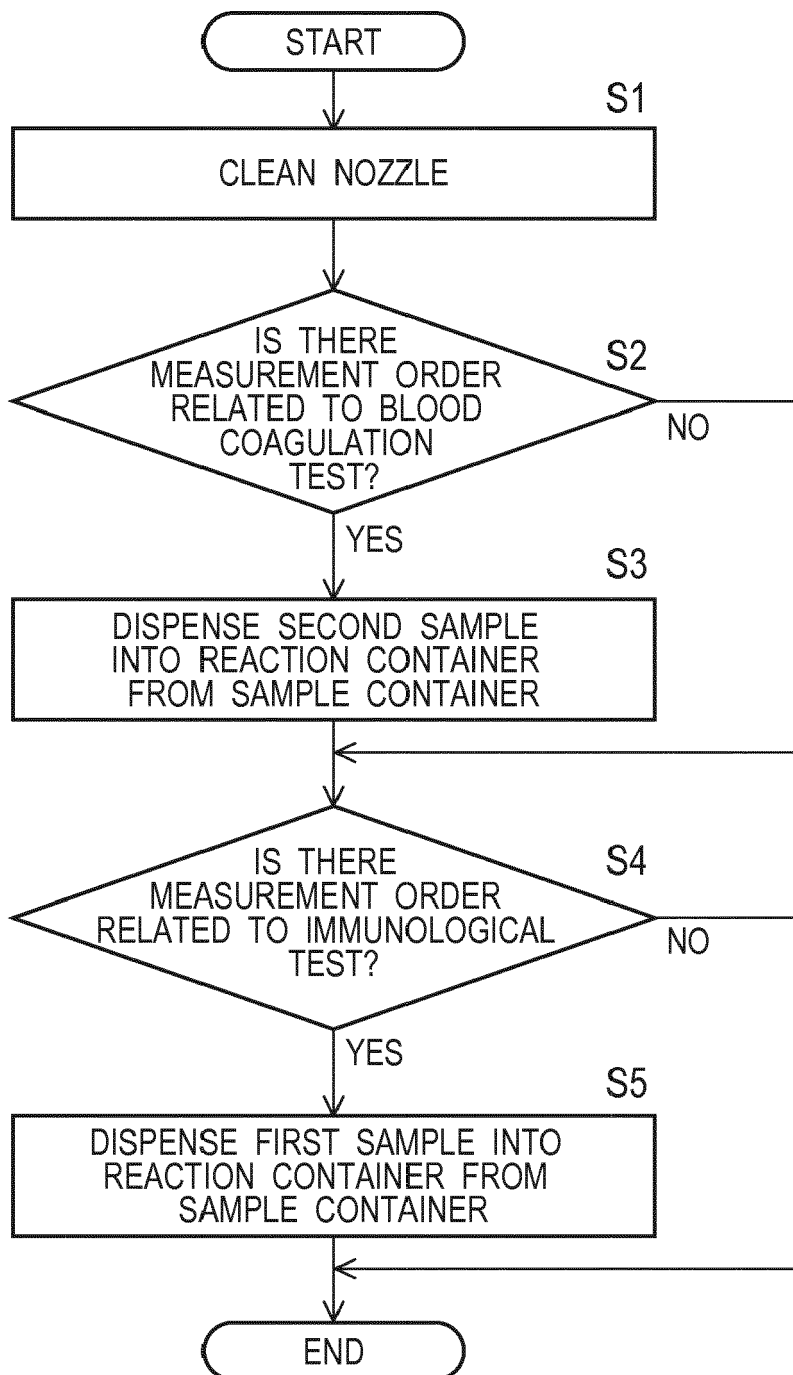 START
S1
CLEAN NOZZLE
IS THERE
MEASUREMENT ORDER
RELATED TO BLOOD
COAGULATION
TEST?
S2
NO
YES
S3
DISPENSE SECOND SAMPLE
INTO REACTION CONTAINER
FROM SAMPLE CONTAINER
IS THERE
MEASUREMENT ORDER
RELATED TO IMMUNOLOGICAL
TEST?
S4
NO
YES
S5
DISPENSE FIRST SAMPLE INTO
REACTION CONTAINER FROM
SAMPLE CONTAINER
END